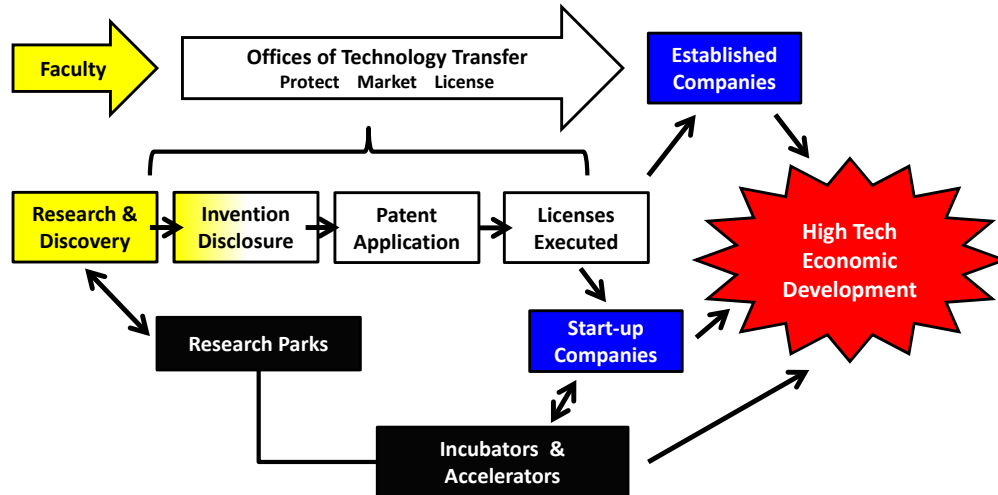 Faculty
Offices of Technology Transfer
Protect Market License
Established
Companies
Research &
Discovery
Invention
Disclosure
Patent
Application
Licenses
Executed
High Tech
Economic
Development
Research Parks
Start-up
Companies
Incubators &
Accelerators